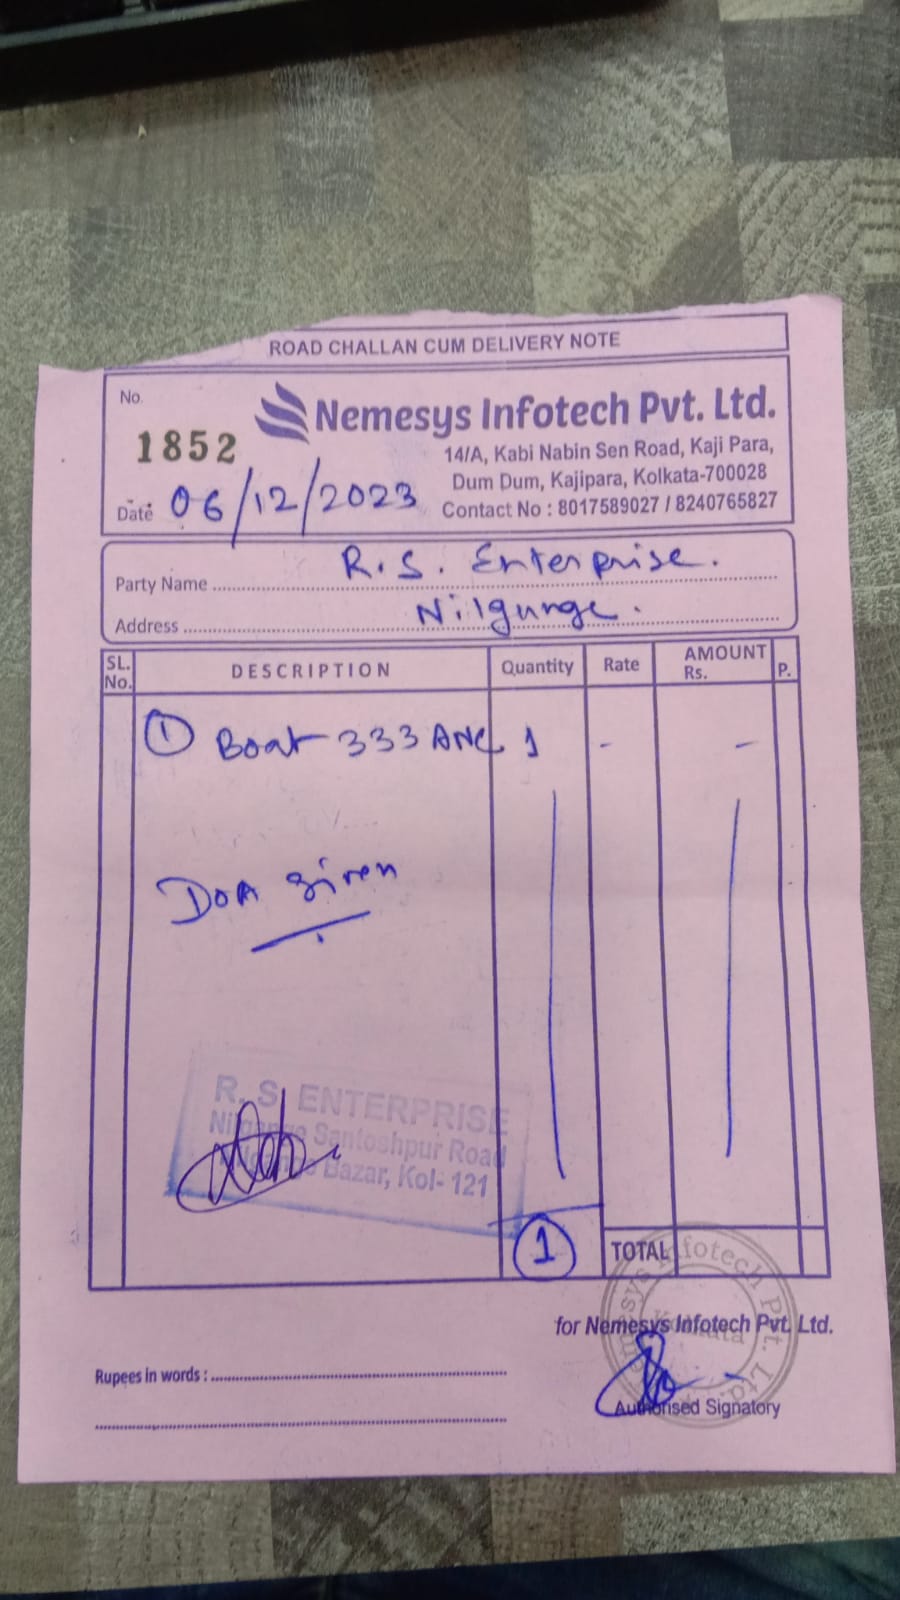 ROAD CHALLAN CUM DELIVERY NOTE
No.
1852
Nemesys Infotech Pvt. Ltd.
14/A, Kabi Nabin Sen Road, Kaji Para,
Dum Dum, Kajipara, Kolkata-700028
Contact No : 8017589027 / 8240765827
Date 06/12/2023
Party Name R.S. Enterprise.
Address Nilgunge.
SL. No. DESCRIPTION Quantity Rate AMOUNT Rs. P.
① Boat 333 ANC 1 - -
DOA given
R. S. ENTERPRISE
Santoshpur Road
Bazar, Kol- 121
1 TOTAL
Nemesys Infotech Pvt. Ltd.
Kolkata
for Nemesys Infotech Pvt. Ltd.
Rupees in words :
Authorised Signatory